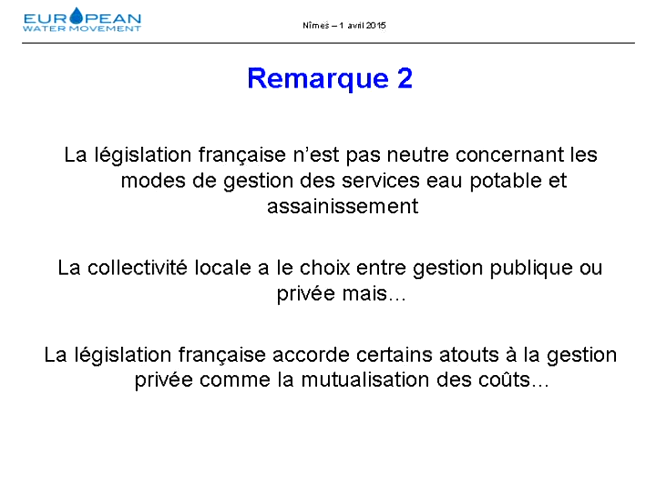 EUROPEAN
WATER MOVEMENT
Nîmes – 1 avril 2015
Remarque 2
La législation française n’est pas neutre concernant les
modes de gestion des services eau potable et
assainissement
La collectivité locale a le choix entre gestion publique ou
privée mais…
La législation française accorde certains atouts à la gestion
privée comme la mutualisation des coûts…